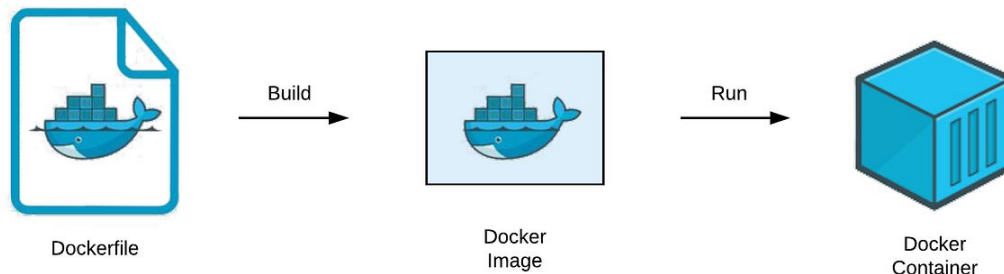 Build
Run
Dockerfile
Docker
Image
Docker
Container